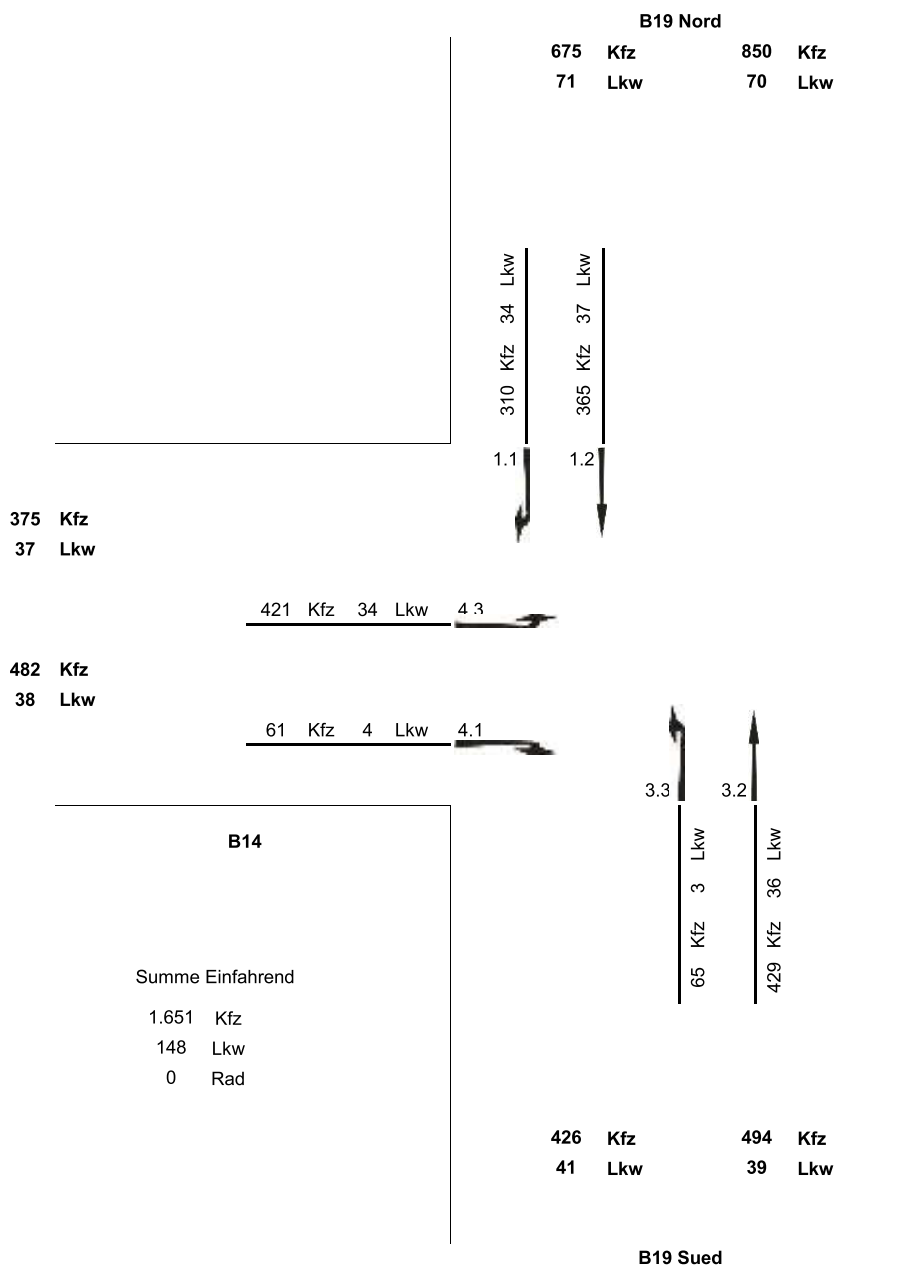 B19 Nord
675 Kfz 850 Kfz
71 Lkw 70 Lkw
310 Kfz 34 Lkw
365 Kfz 37 Lkw
1.1 1.2
375 Kfz
37 Lkw
421 Kfz 34 Lkw 4.3
482 Kfz
38 Lkw
61 Kfz 4 Lkw 4.1
3.3 3.2
65 Kfz 3 Lkw
429 Kfz 36 Lkw
B14
Summe Einfahrend
1.651 Kfz
148 Lkw
0 Rad
426 Kfz 494 Kfz
41 Lkw 39 Lkw
B19 Sued